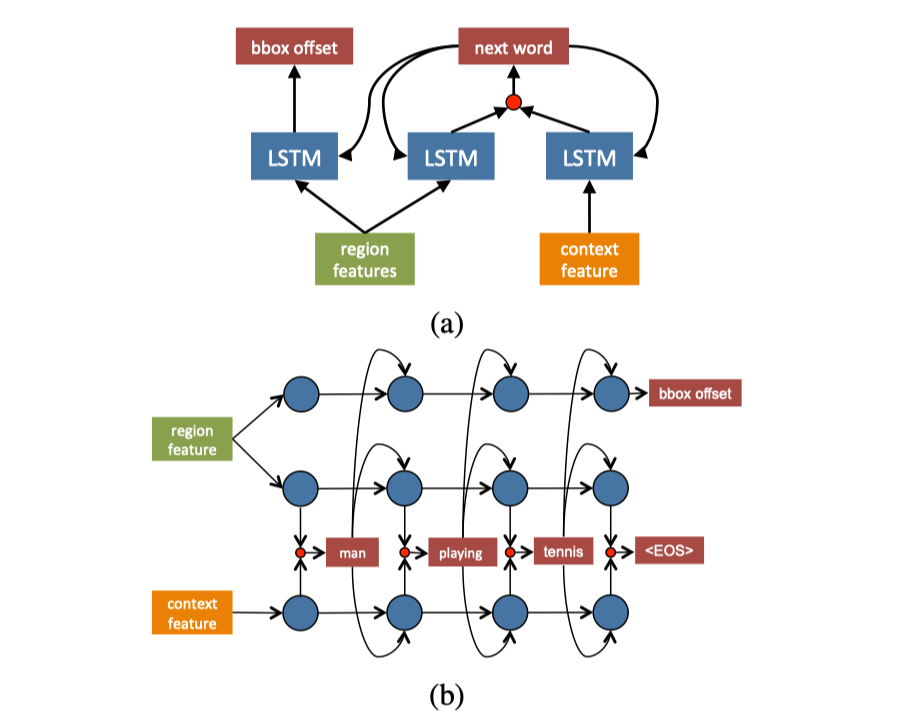 bbox offset
next word
LSTM
LSTM
LSTM
region
features
context
feature
(a)
bbox offset
region
feature
man
playing
tennis
<EOS>
context
feature
(b)